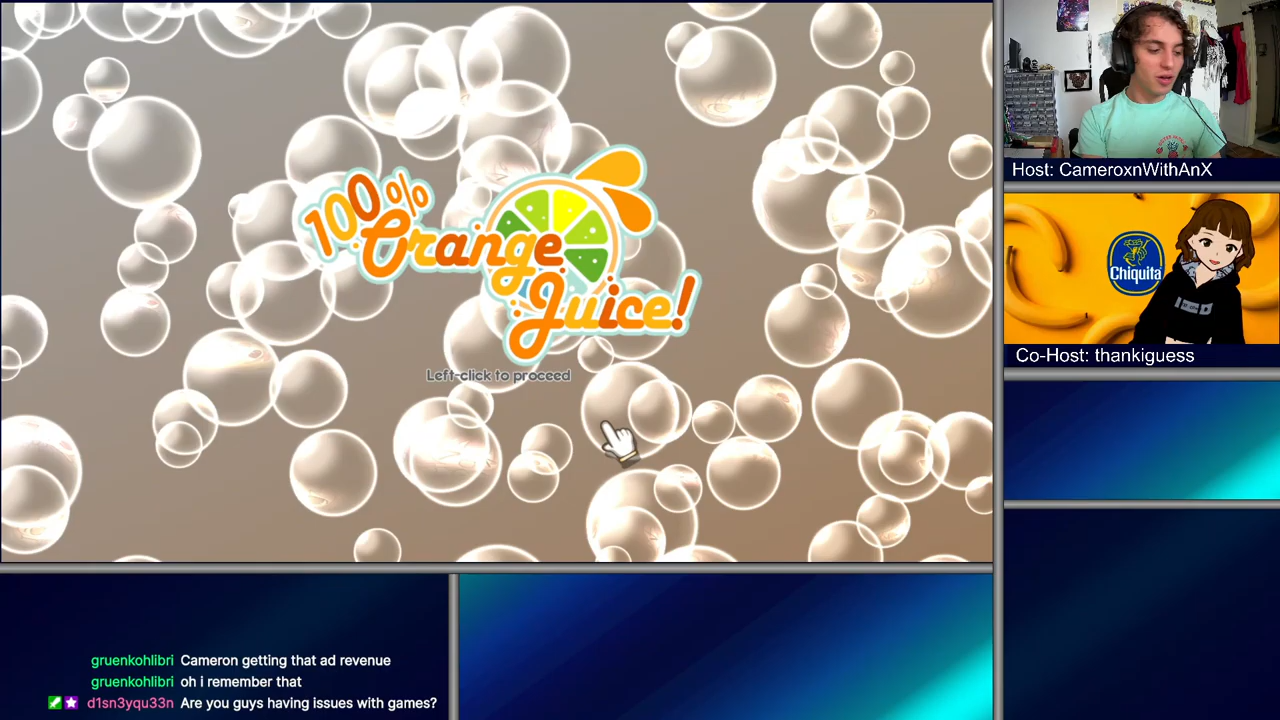 100%
Orange
Juice!
Left-click to proceed
Host: CameroxnWithAnX
Chiquita
Co-Host: thankiguess
gruenkohlibri Cameron getting that ad revenue
gruenkohlibri oh i remember that
d1sn3yqu33n Are you guys having issues with games?